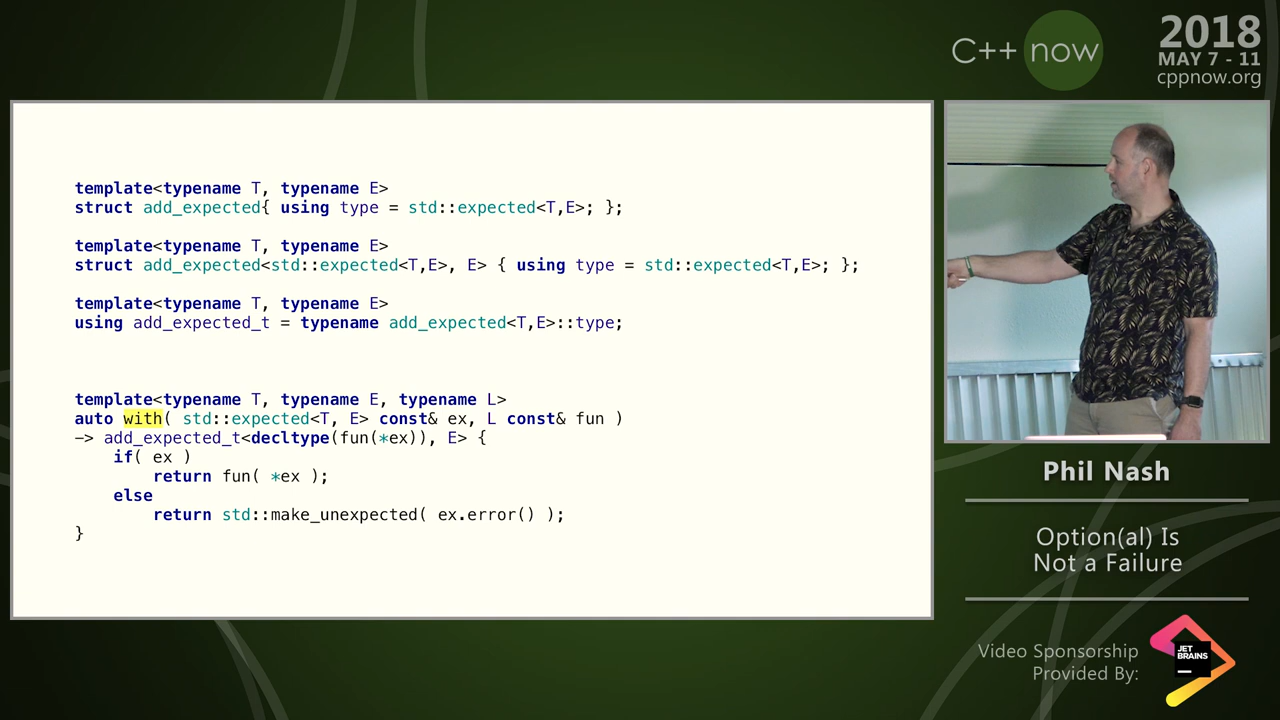 C++ now
2018
MAY 7 - 11
cppnow.org
template<typename T, typename E>
struct add_expected{ using type = std::expected<T,E>; };
template<typename T, typename E>
struct add_expected<std::expected<T,E>, E> { using type = std::expected<T,E>; };
template<typename T, typename E>
using add_expected_t = typename add_expected<T,E>::type;
template<typename T, typename E, typename L>
auto with( std::expected<T, E> const& ex, L const& fun )
-> add_expected_t<decltype(fun(*ex)), E> {
    if( ex )
        return fun( *ex );
    else
        return std::make_unexpected( ex.error() );
}
Phil Nash
Option(al) Is
Not a Failure
Video Sponsorship
Provided By:
JET
BRAINS